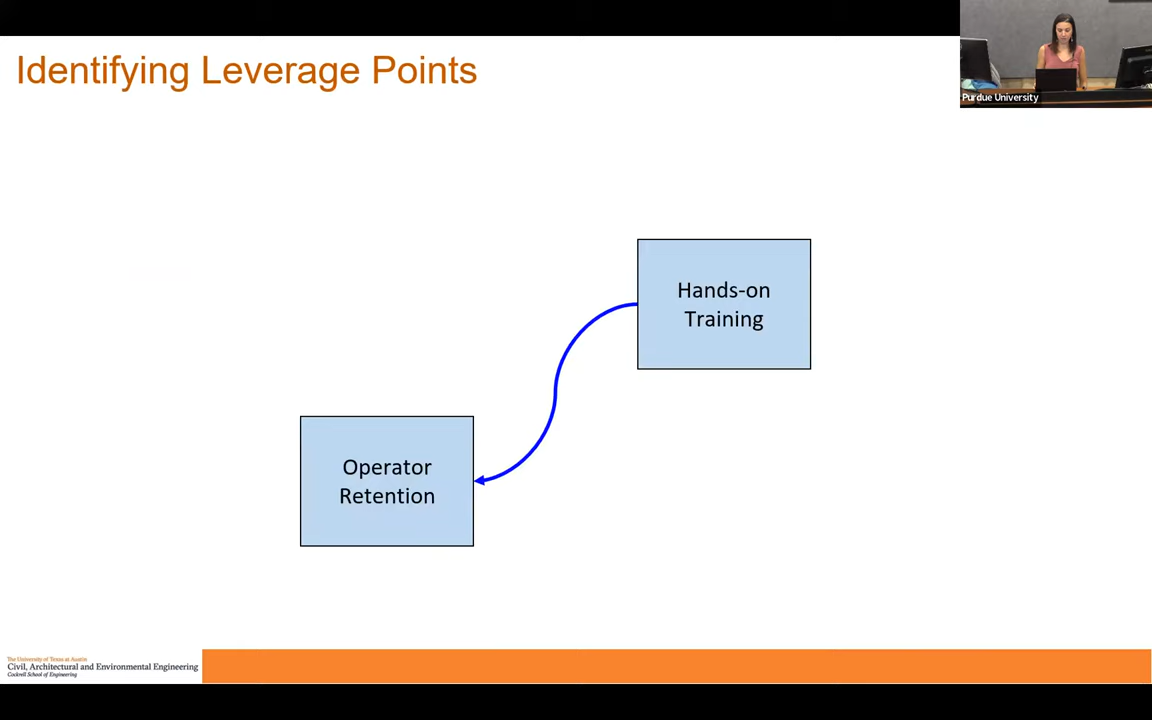 Identifying Leverage Points
Purdue University
Hands-on
Training
Operator
Retention
The University of Texas at Austin
Civil, Architectural and Environmental Engineering
Cockrell School of Engineering